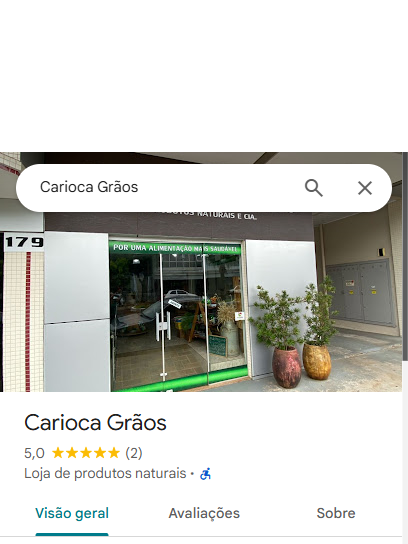 Carioca Grãos
PRODUTOS NATURAIS E CIA.
179
POR UMA ALIMENTAÇÃO MAIS SAUDÁVEL
Carioca Grãos
5,0 (2)
Loja de produtos naturais ·
Visão geral Avaliações Sobre